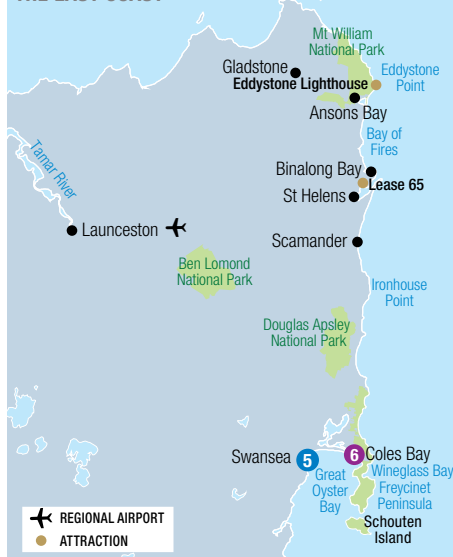 THE EAST COAST
Mt William
National Park
Gladstone
Eddystone Lighthouse
Eddystone
Point
Ansons Bay
Bay of
Fires
Tamar River
Binalong Bay
Lease 65
St Helens
Launceston
Scamander
Ben Lomond
National Park
Ironhouse
Point
Douglas Apsley
National Park
Swansea
5
6
Coles Bay
Great
Oyster
Bay
Wineglass Bay
Freycinet
Peninsula
Schouten
Island
REGIONAL AIRPORT
ATTRACTION